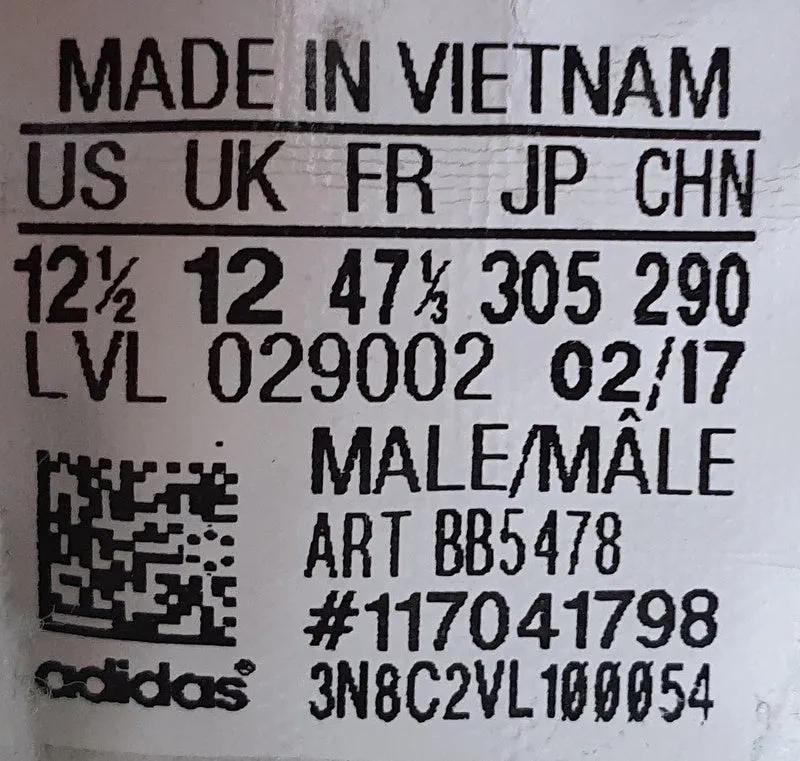 MADE IN VIETNAM
US UK FR JP CHN
12½ 12 47⅓ 305 290
LVL 029002 02/17
MALE/MÂLE
ART BB5478
#117041798
adidas® 3N8C2VL100054